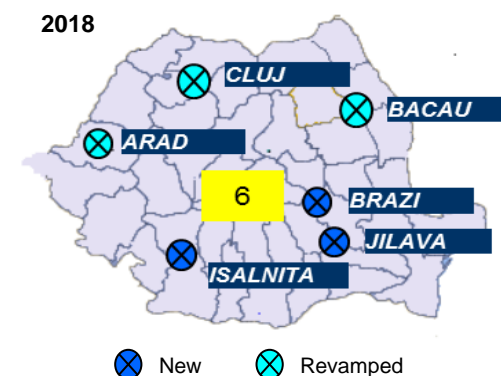 2018
CLUJ
BACAU
ARAD
6
BRAZI
JILAVA
ISALNITA
New
Revamped